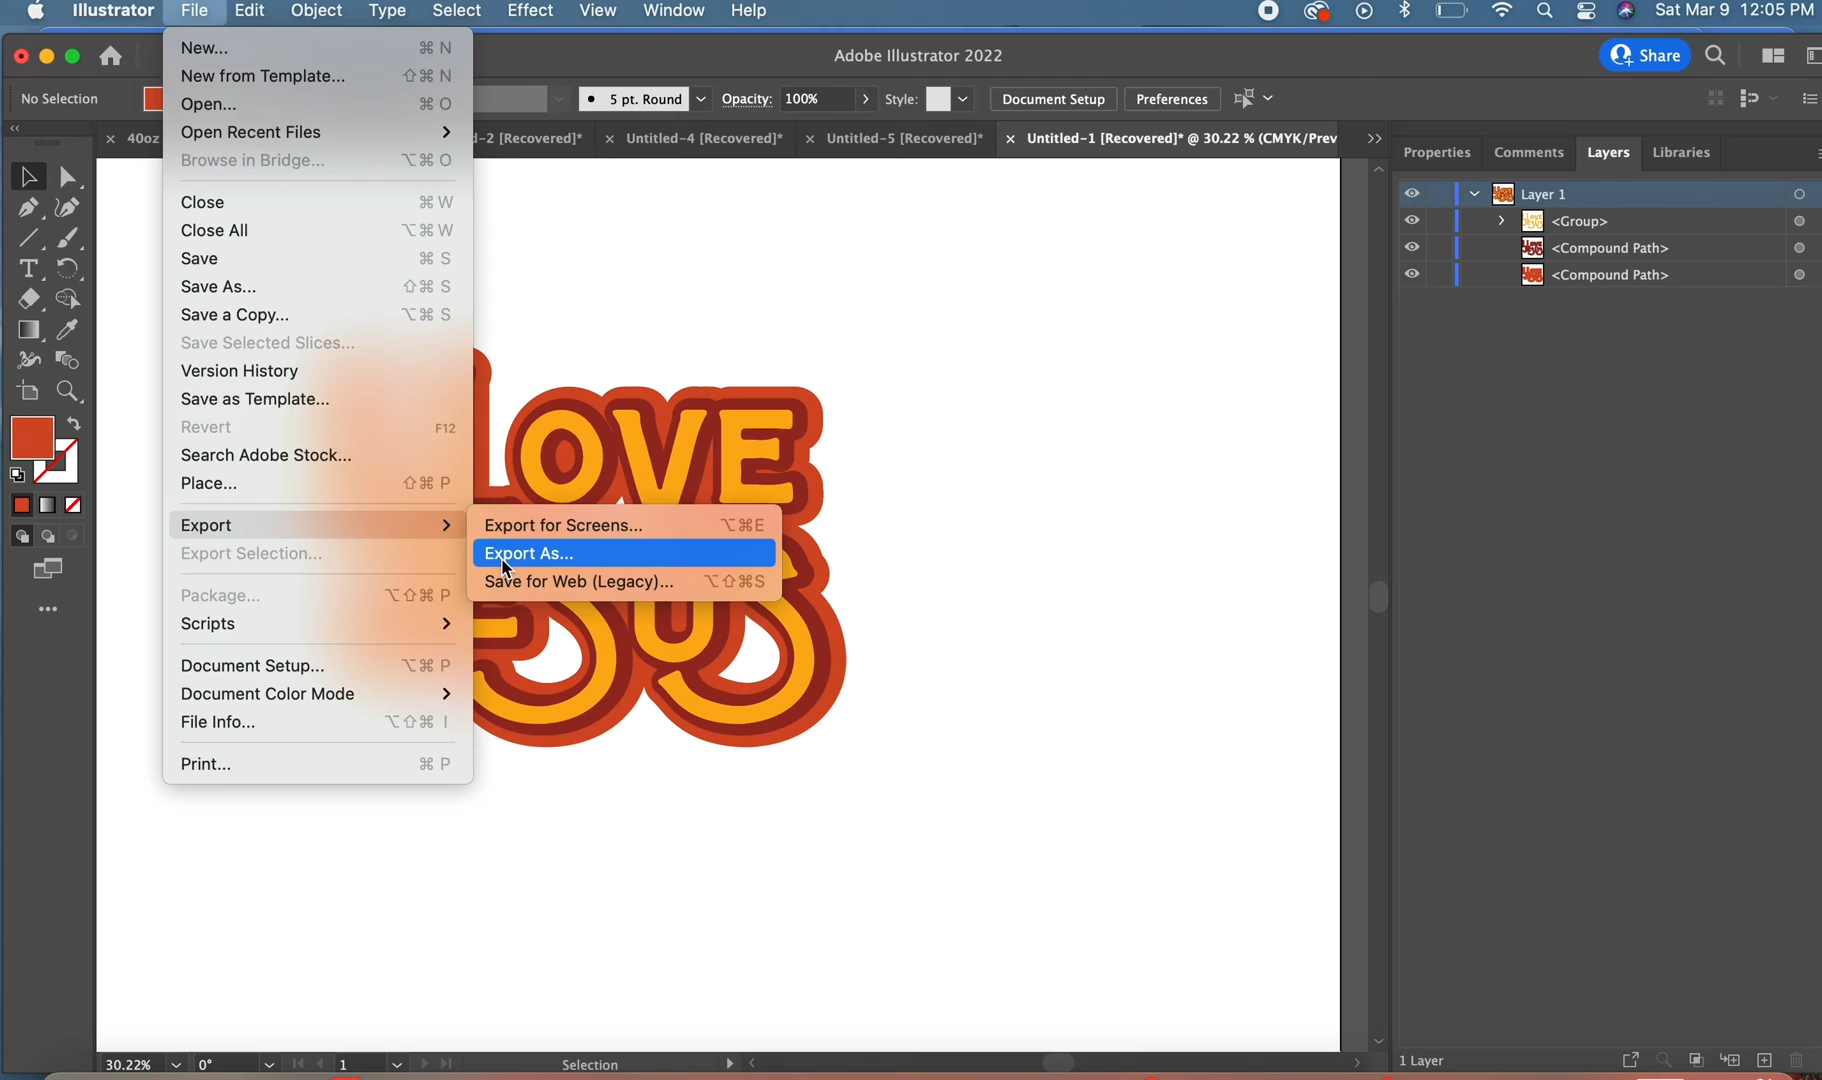 Illustrator File Edit Object Type Select Effect View Window Help Sat Mar 9 12:05 PM
Adobe Illustrator 2022
Share
No Selection
5 pt. Round
Opacity: 100%
Style:
Document Setup
Preferences
× 40oz
d-2 [Recovered]*
× Untitled-4 [Recovered]*
× Untitled-5 [Recovered]*
× Untitled-1 [Recovered]* @ 30.22 % (CMYK/Prev
New... ⌘ N
New from Template... ⇧⌘ N
Open... ⌘ O
Open Recent Files >
Browse in Bridge... ⌥⌘ O
Close ⌘ W
Close All ⌥⌘ W
Save ⌘ S
Save As... ⇧⌘ S
Save a Copy... ⌥⌘ S
Save Selected Slices...
Version History
Save as Template...
Revert F12
Search Adobe Stock...
Place... ⇧⌘ P
Export >
Export Selection...
Package... ⌥⇧⌘ P
Scripts >
Document Setup... ⌥⌘ P
Document Color Mode >
File Info... ⌥⇧⌘ I
Print... ⌘ P
Export for Screens... ⌥⌘E
Export As...
Save for Web (Legacy)... ⌥⇧⌘S
LOVE
ESUS
Properties Comments Layers Libraries
Layer 1
<Group>
<Compound Path>
<Compound Path>
30.22% 0° 1 Selection
1 Layer